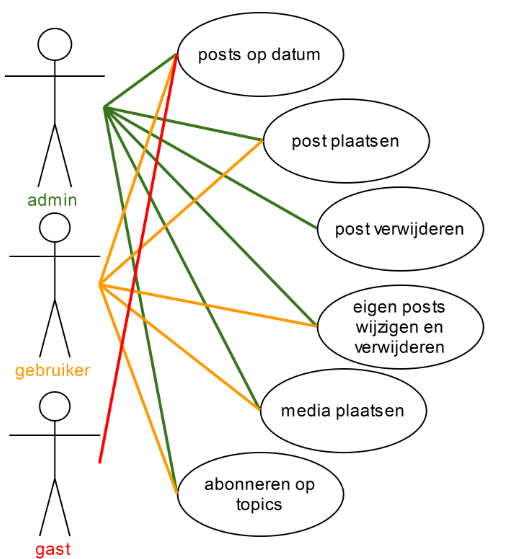 posts op datum
post plaatsen
admin
post verwijderen
eigen posts
wijzigen en
verwijderen
gebruiker
media plaatsen
abonneren op
topics
gast